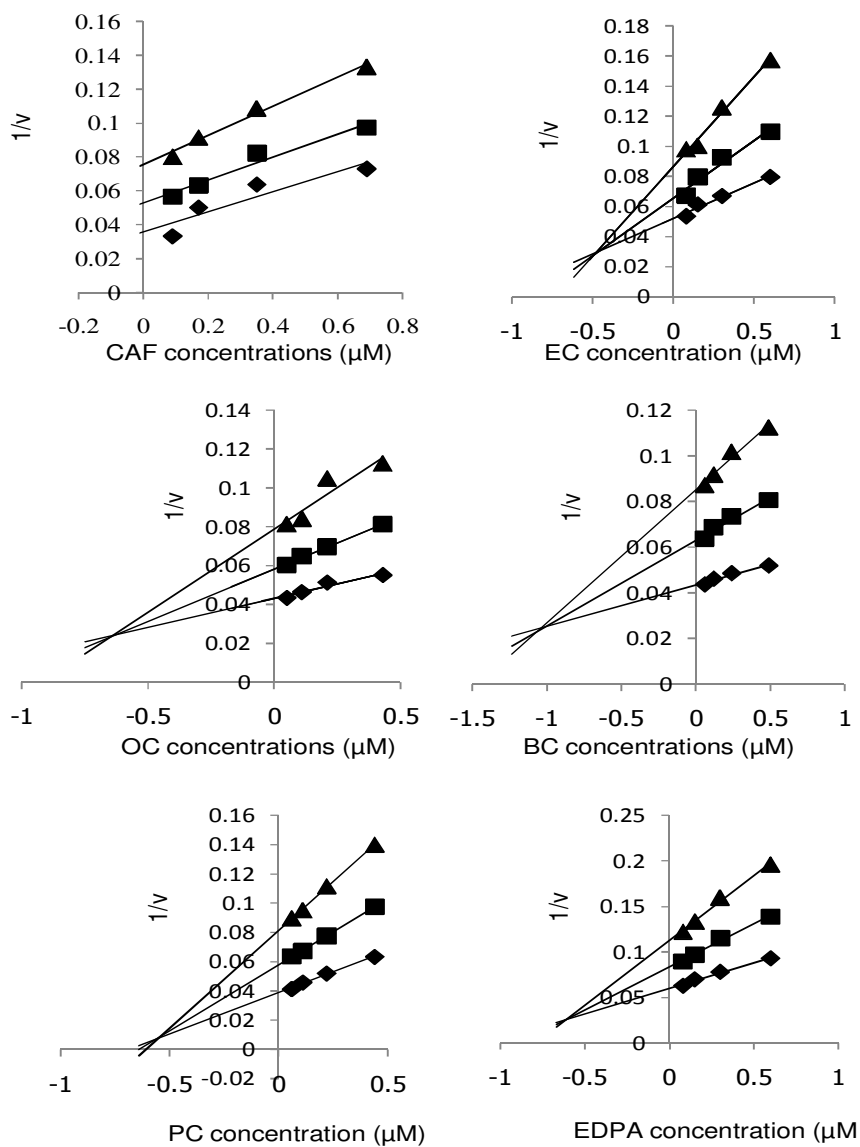 0.16
0.14
0.12
0.1
0.08
0.06
0.04
0.02
0
1/v
-0.2 0 0.2 0.4 0.6 0.8
CAF concentrations (µM)
0.18
0.16
0.14
0.12
0.1
0.08
0.06
0.04
0.02
0
1/v
-1 -0.5 0 0.5 1
EC concentration (µM)
0.14
0.12
0.1
0.08
0.06
0.04
0.02
0
1/v
-1 -0.5 0 0.5
OC concentrations (µM)
0.12
0.1
0.08
0.06
0.04
0.02
0
1/v
-1.5 -1 -0.5 0 0.5 1
BC concentrations (µM)
0.16
0.14
0.12
0.1
0.08
0.06
0.04
0.02
0
-0.02
1/v
-1 -0.5 0 0.5
PC concentration (µM)
0.25
0.2
0.15
0.1
0.05
0
1/v
-1 -0.5 0 0.5 1
EDPA concentration (µM